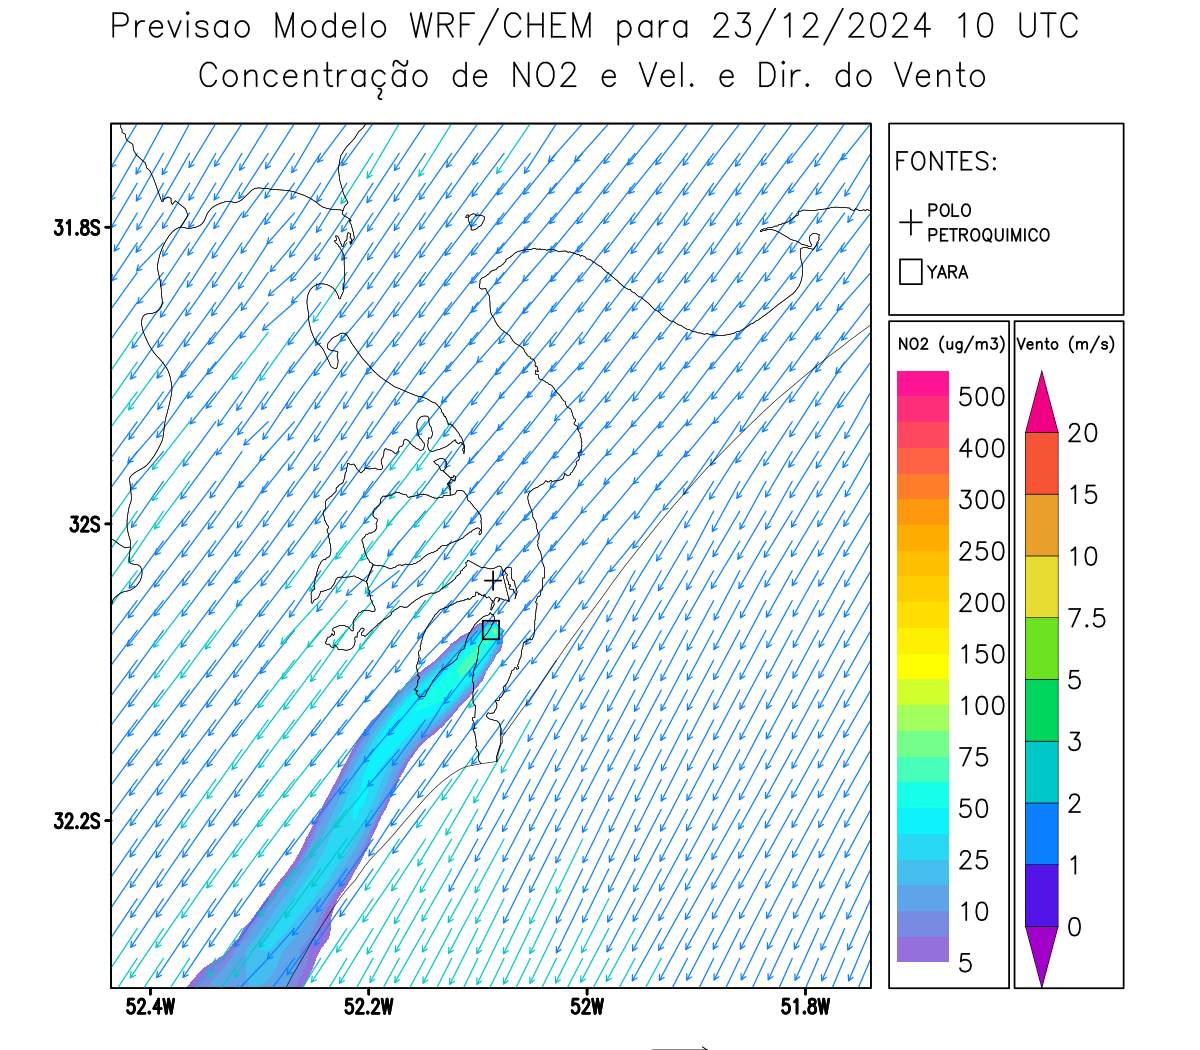 Previsao Modelo WRF/CHEM para 23/12/2024 10 UTC
Concentração de NO2 e Vel. e Dir. do Vento
FONTES:
POLO
PETROQUIMICO
YARA
NO2 (ug/m3)
500
400
300
250
200
150
100
75
50
25
10
5
Vento (m/s)
20
15
10
7.5
5
3
2
1
0
31.8S
32S
32.2S
52.4W
52.2W
52W
51.8W